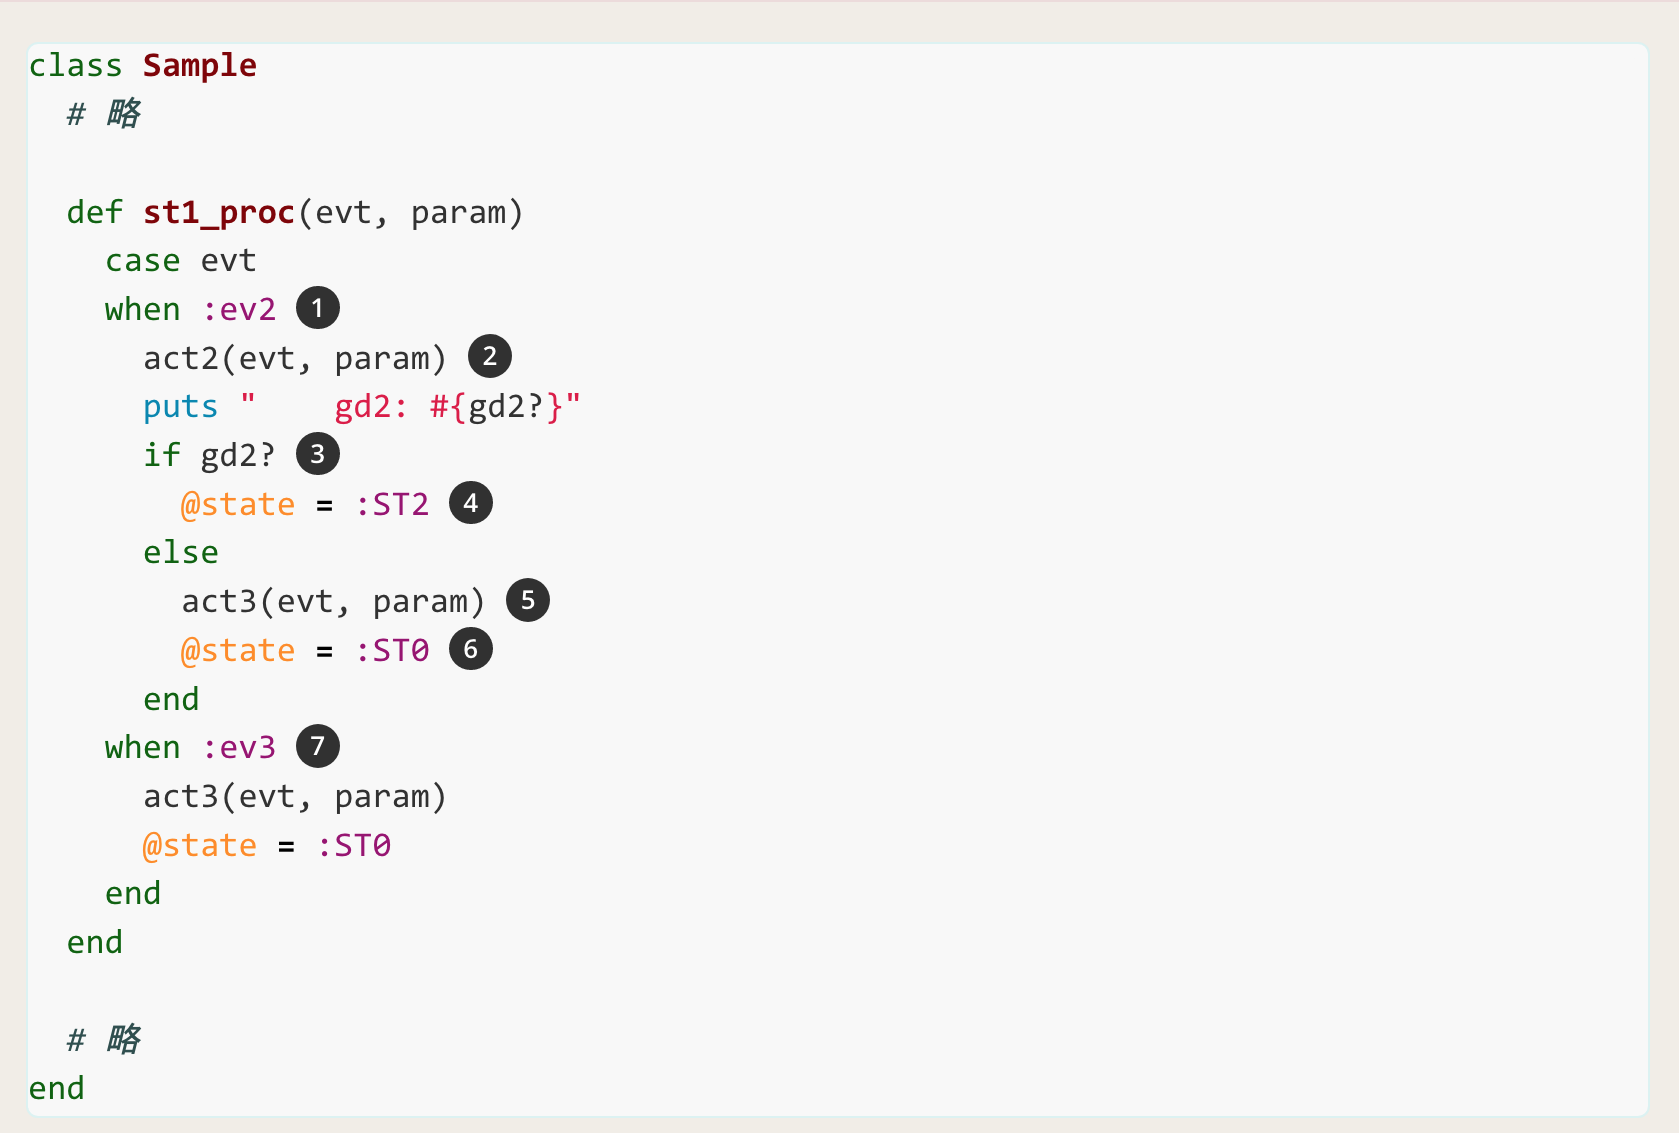 class Sample
  # 略

  def st1_proc(evt, param)
    case evt
    when :ev2 1
      act2(evt, param) 2
      puts "    gd2: #{gd2?}"
      if gd2? 3
        @state = :ST2 4
      else
        act3(evt, param) 5
        @state = :ST0 6
      end
    when :ev3 7
      act3(evt, param)
      @state = :ST0
    end
  end

  # 略
end